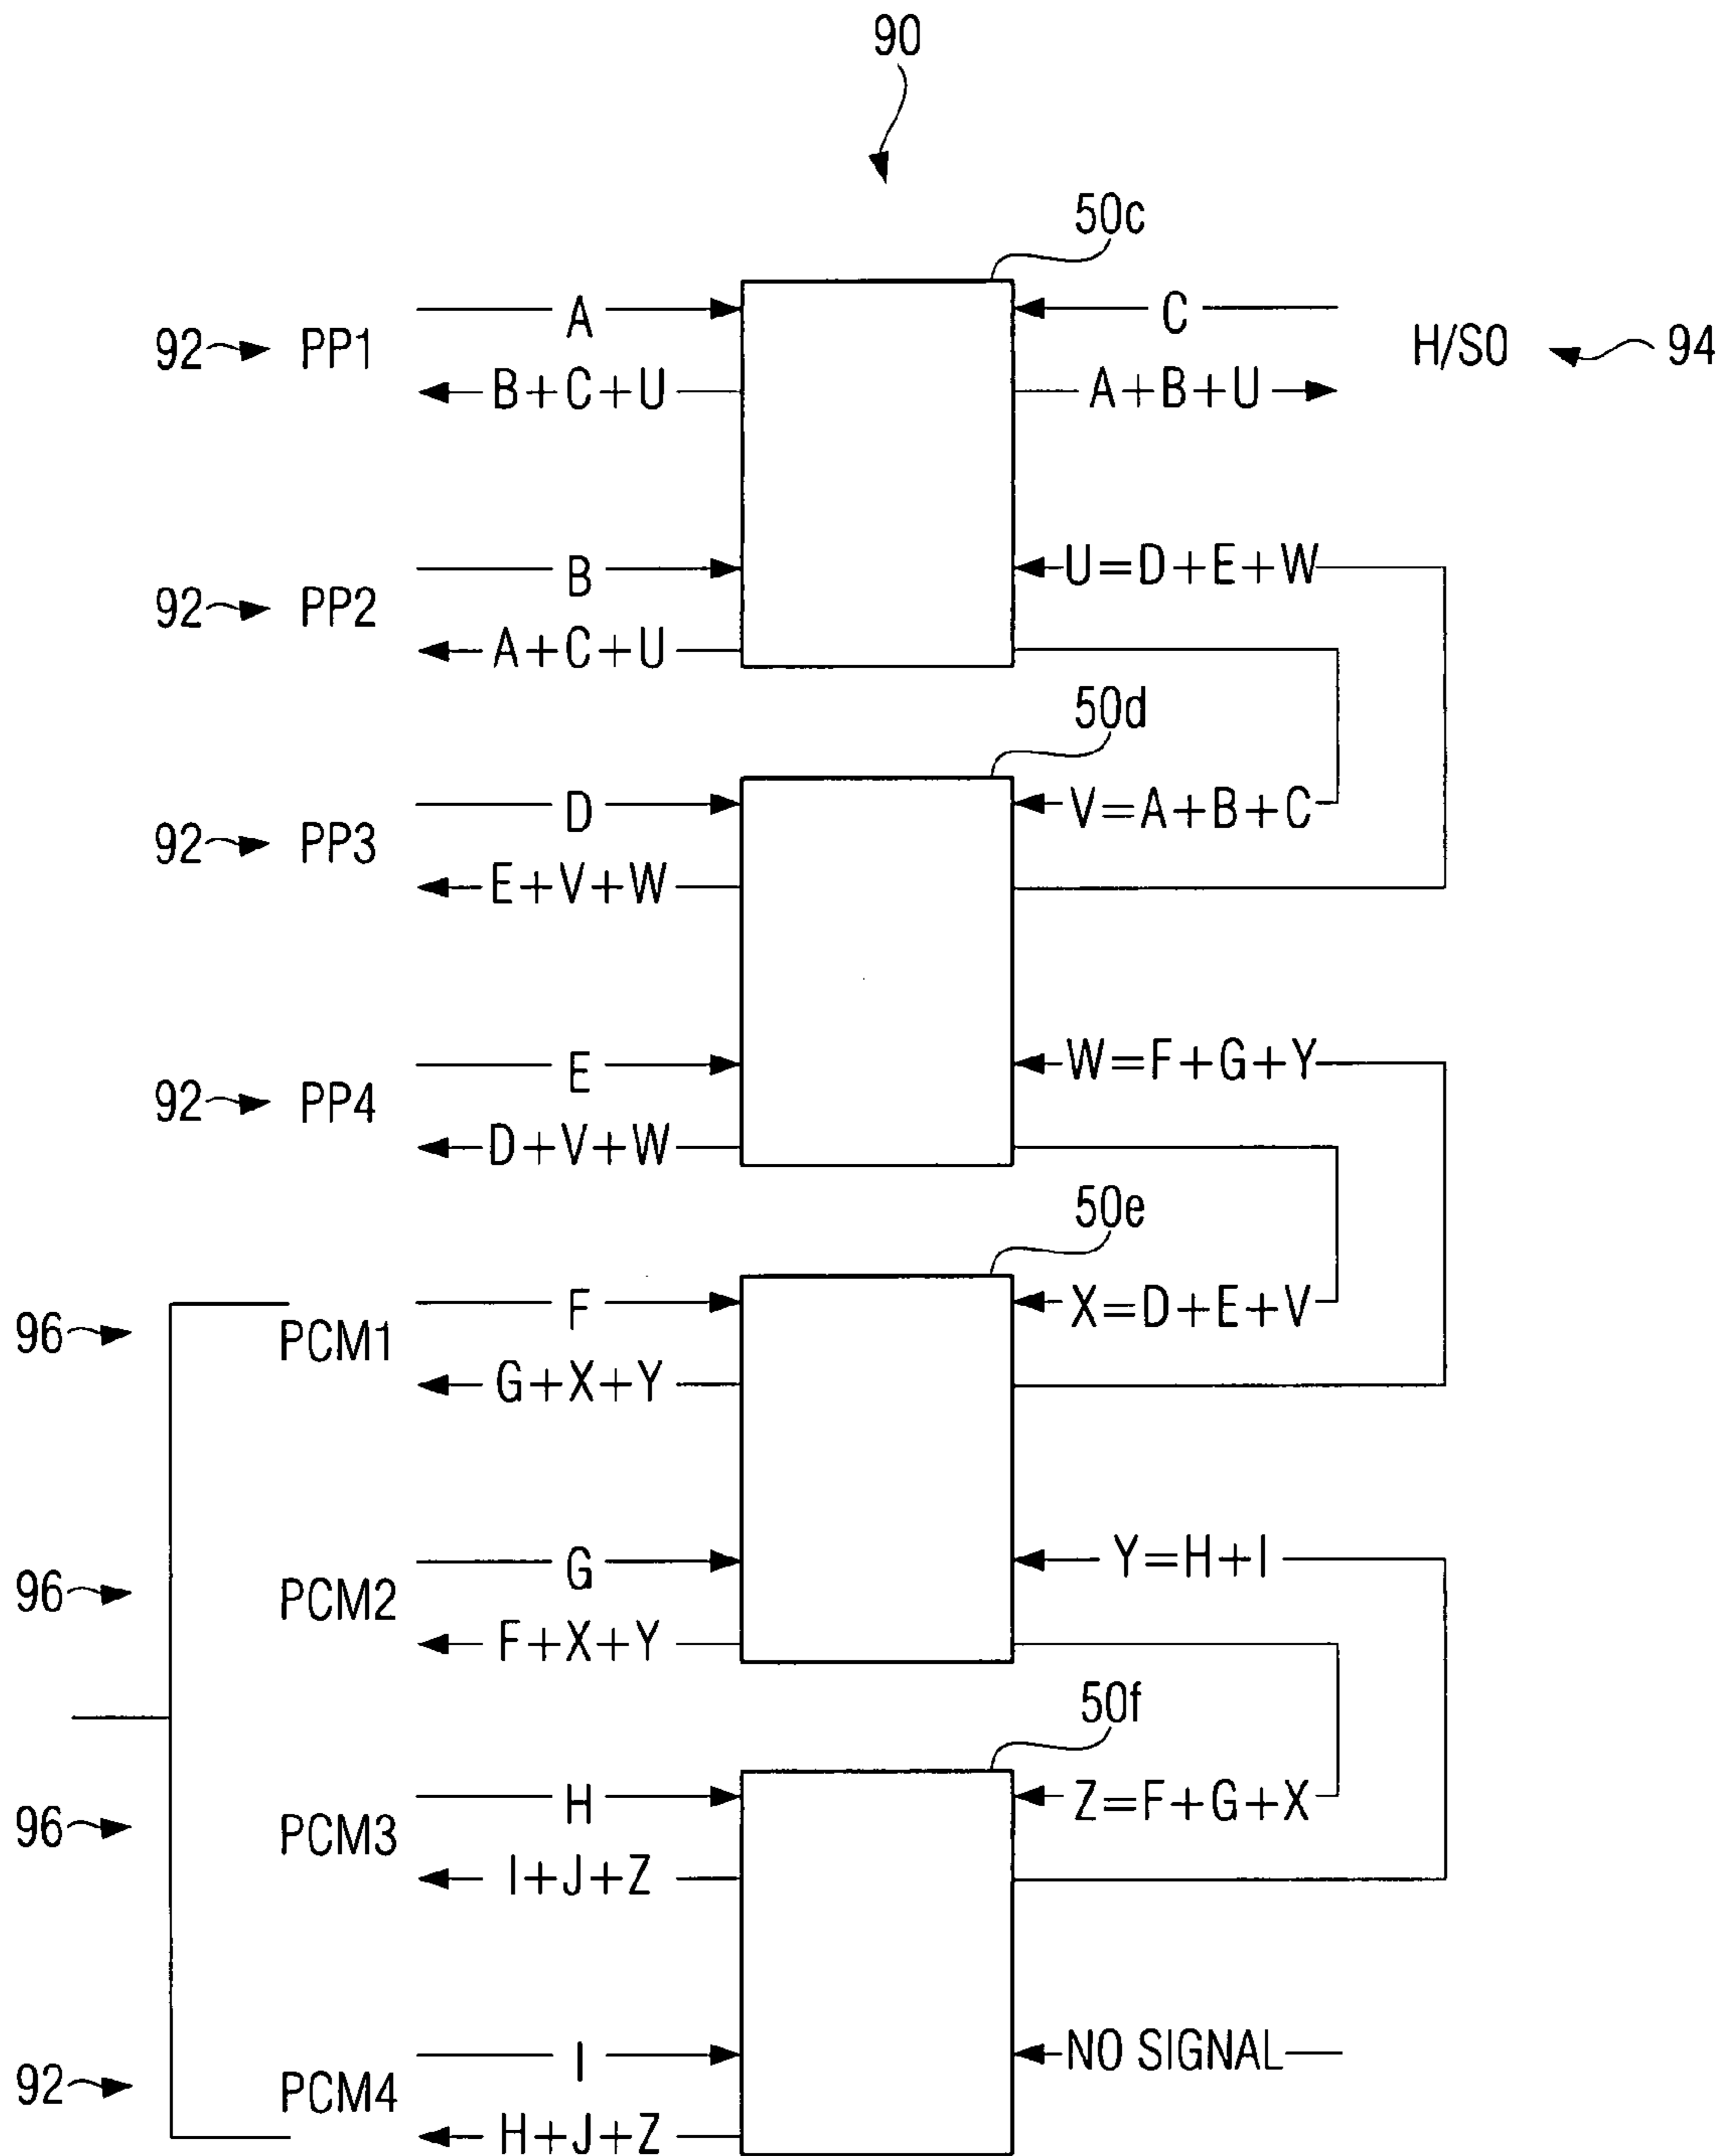 90
50c
A
C
92 PP1 H/SO 94
B+C+U
A+B+U
B
U=D+E+W
92 PP2
A+C+U
50d
D
V=A+B+C
92 PP3
E+V+W
E
W=F+G+Y
92 PP4
D+V+W
50e
F
X=D+E+V
96 PCM1
G+X+Y
G
Y=H+I
96 PCM2
F+X+Y
50f
H
Z=F+G+X
96 PCM3
I+J+Z
I
NO SIGNAL
92 PCM4
H+J+Z